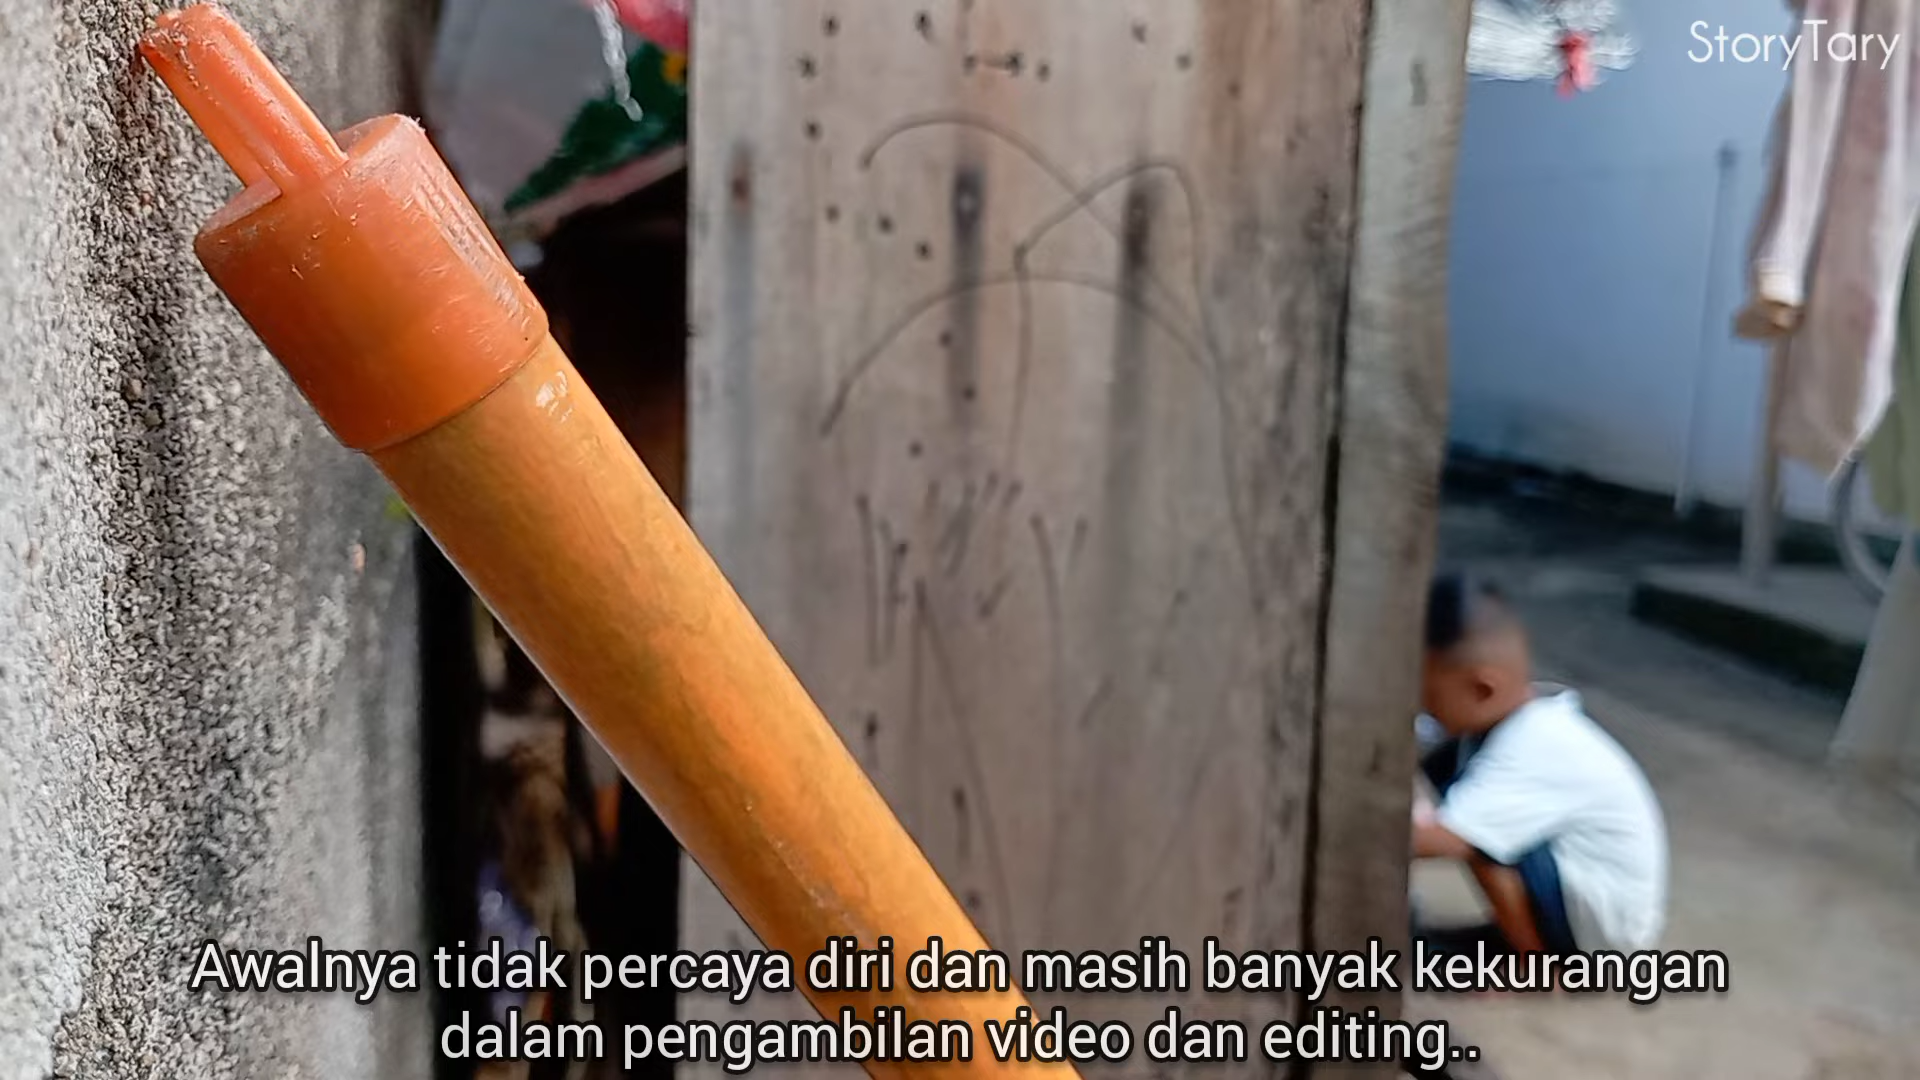 StoryTary
Awalnya tidak percaya diri dan masih banyak kekurangan
dalam pengambilan video dan editing..